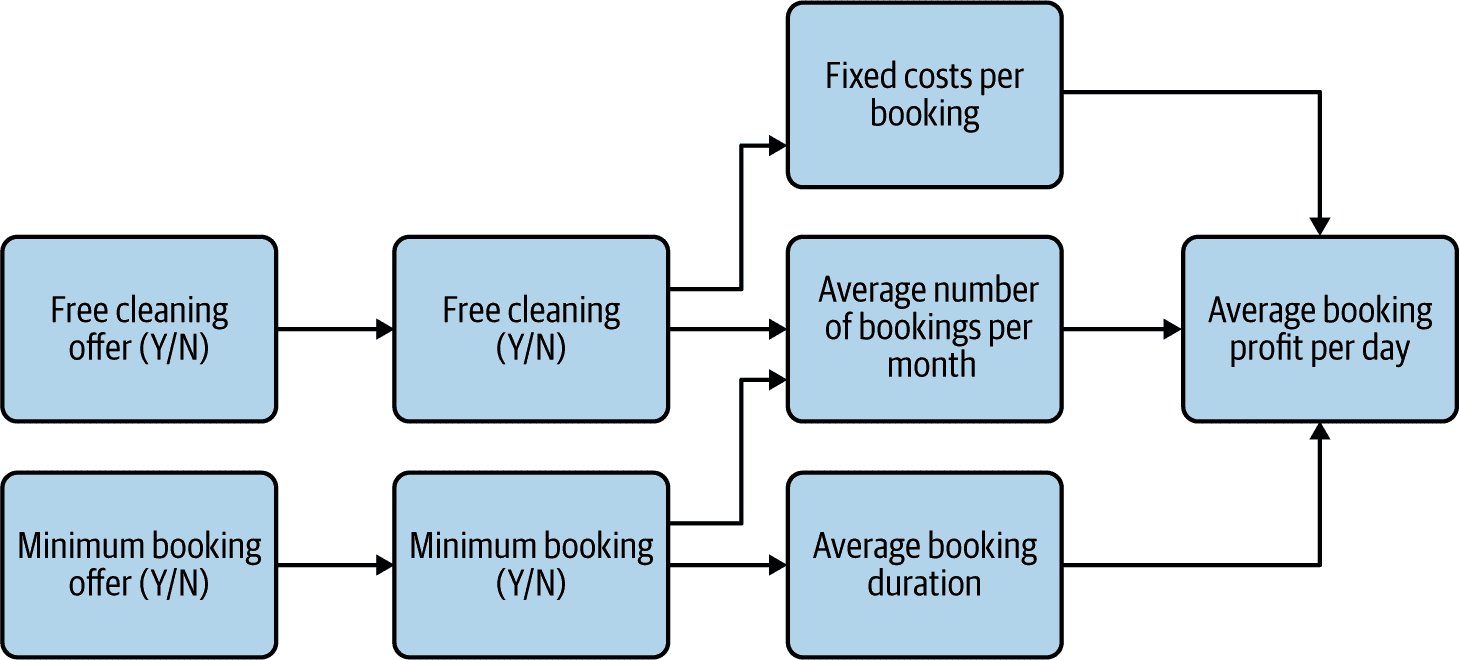 Fixed costs per
booking
Free cleaning
offer (Y/N)
Free cleaning
(Y/N)
Average number
of bookings per
month
Average booking
profit per day
Minimum booking
offer (Y/N)
Minimum booking
(Y/N)
Average booking
duration